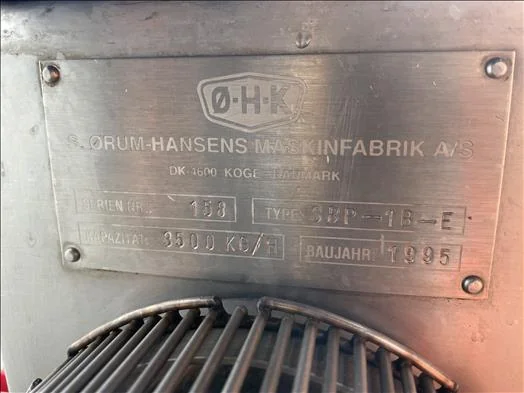 Ø-H-K
S. ØRUM-HANSENS MASKINFABRIK A/S
DK-4600 KOGE - DANMARK
SERIEN NR.: 158 TYPE: SBP-1B-E
KAPAZITÄT: 3500 KG/H BAUJAHR: 1995